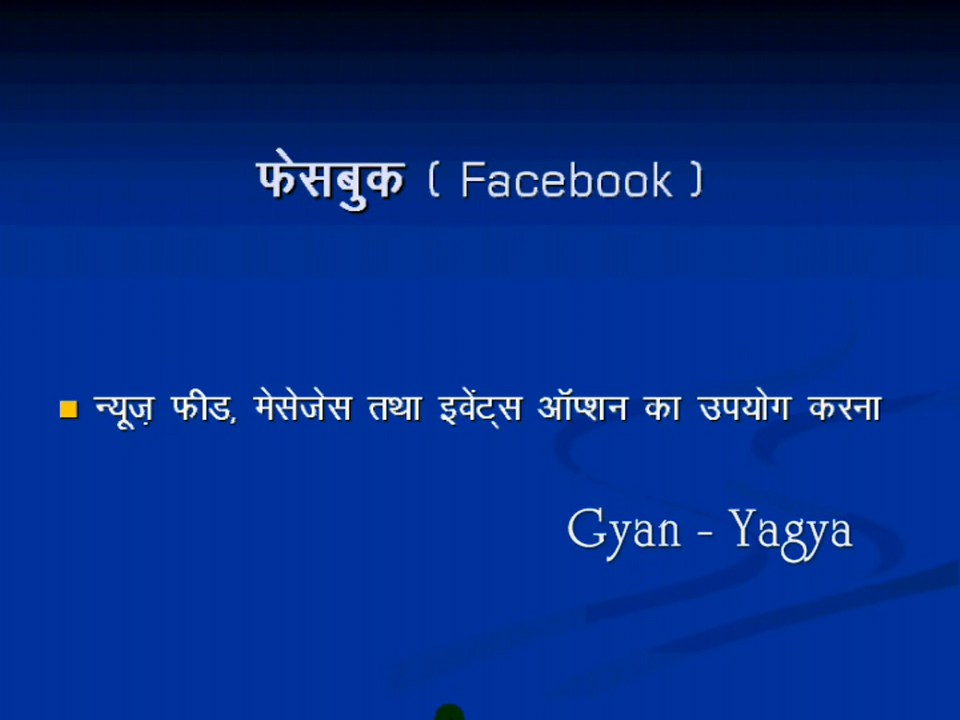 फेसबुक ( Facebook )
न्यूज़ फीड, मेसेजेस तथा इवेंट्स ऑप्शन का उपयोग करना
Gyan - Yagya